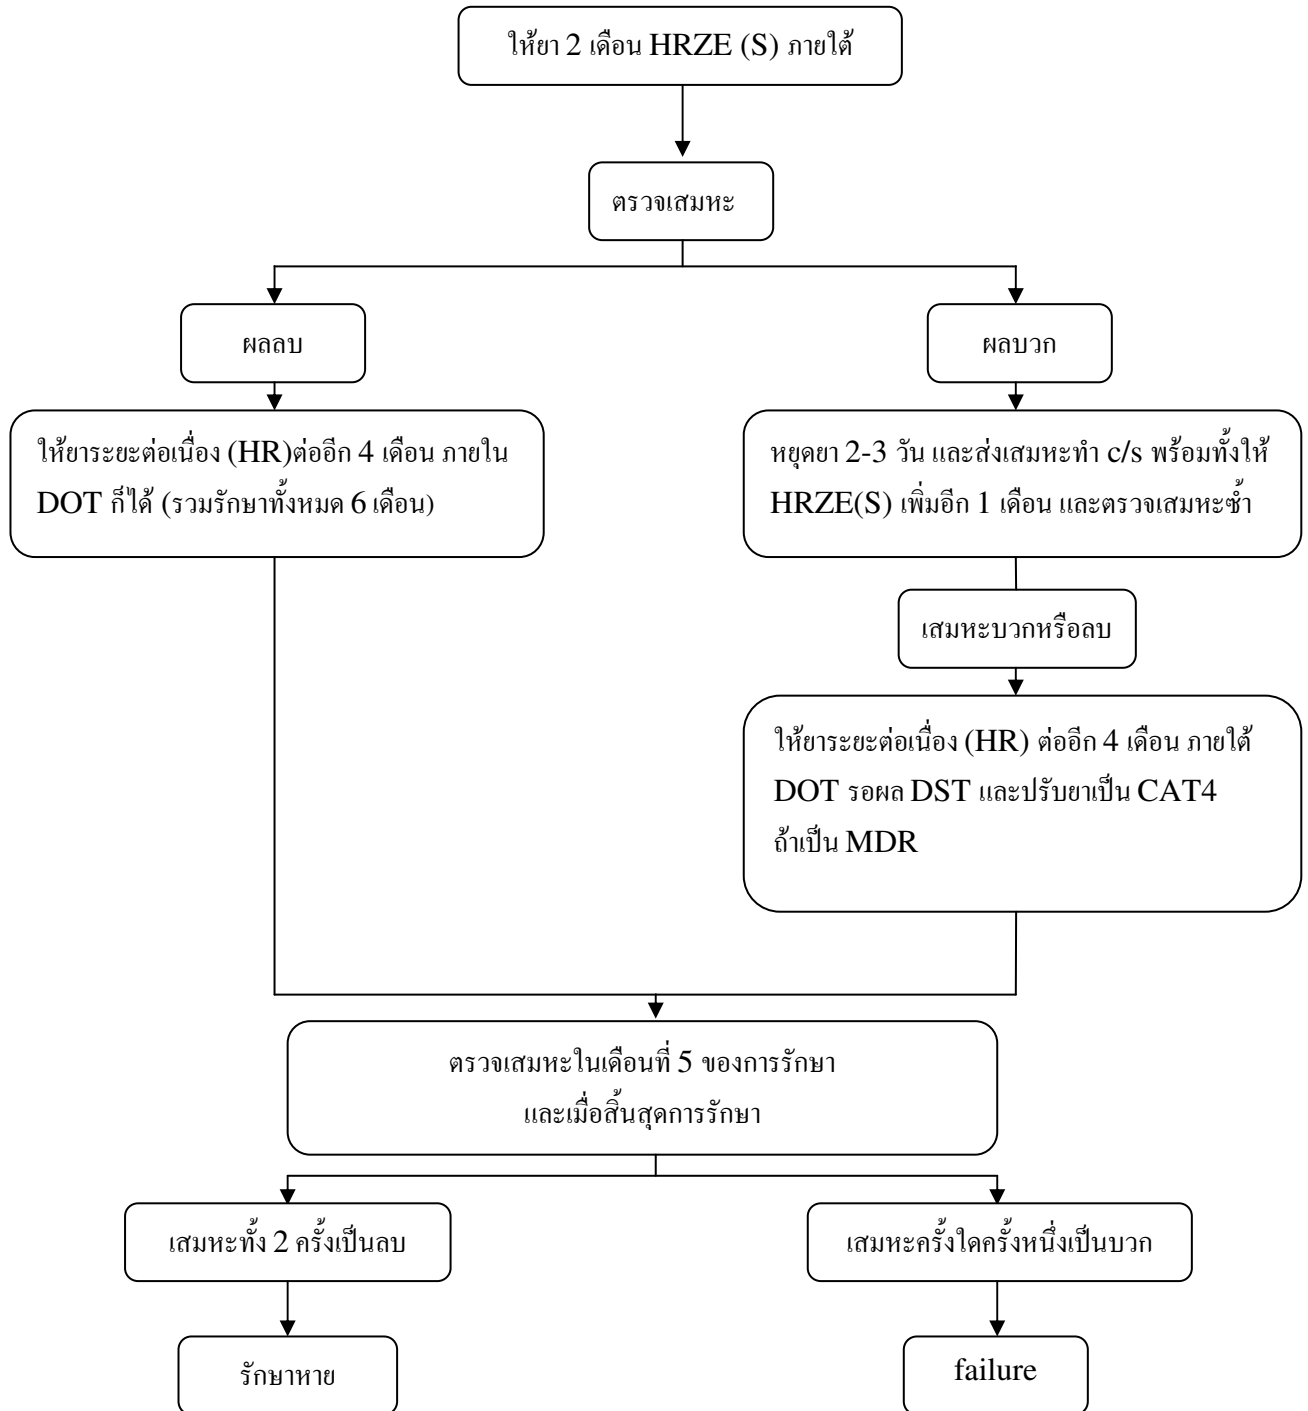 ให้ยา 2 เดือน HRZE (S) ภายใต้
ตรวจเสมหะ
ผลลบ
ผลบวก
ให้ยาระยะต่อเนื่อง (HR)ต่ออีก 4 เดือน ภายใน
DOT ก็ได้ (รวมรักษาทั้งหมด 6 เดือน)
หยุดยา 2-3 วัน และส่งเสมหะทำ c/s พร้อมทั้งให้
HRZE(S) เพิ่มอีก 1 เดือน และตรวจเสมหะซ้ำ
เสมหะบวกหรือลบ
ให้ยาระยะต่อเนื่อง (HR) ต่ออีก 4 เดือน ภายใต้
DOT รอผล DST และปรับยาเป็น CAT4
ถ้าเป็น MDR
ตรวจเสมหะในเดือนที่ 5 ของการรักษา
และเมื่อสิ้นสุดการรักษา
เสมหะทั้ง 2 ครั้งเป็นลบ
เสมหะครั้งใดครั้งหนึ่งเป็นบวก
รักษาหาย
failure